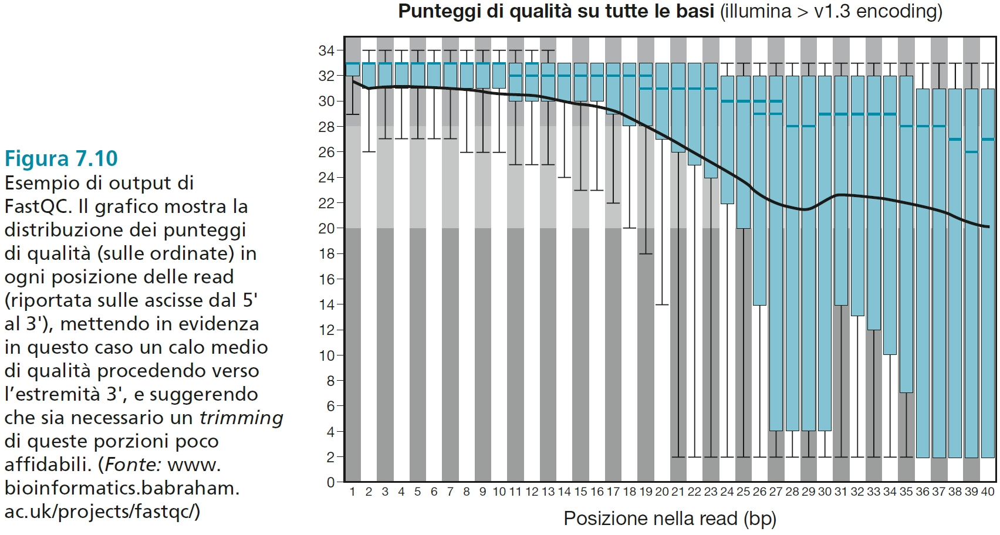 Punteggi di qualità su tutte le basi (illumina > v1.3 encoding)
Figura 7.10
Esempio di output di
FastQC. Il grafico mostra la
distribuzione dei punteggi
di qualità (sulle ordinate) in
ogni posizione delle read
(riportata sulle ascisse dal 5'
al 3'), mettendo in evidenza
in questo caso un calo medio
di qualità procedendo verso
l'estremità 3', e suggerendo
che sia necessario un trimming
di queste porzioni poco
affidabili. (Fonte: www.
bioinformatics.babraham.
ac.uk/projects/fastqc/)
34
32
30
28
26
24
22
20
18
16
14
12
10
8
6
4
2
0
1 2 3 4 5 6 7 8 9 10 11 12 13 14 15 16 17 18 19 20 21 22 23 24 25 26 27 28 29 30 31 32 33 34 35 36 37 38 39 40
Posizione nella read (bp)